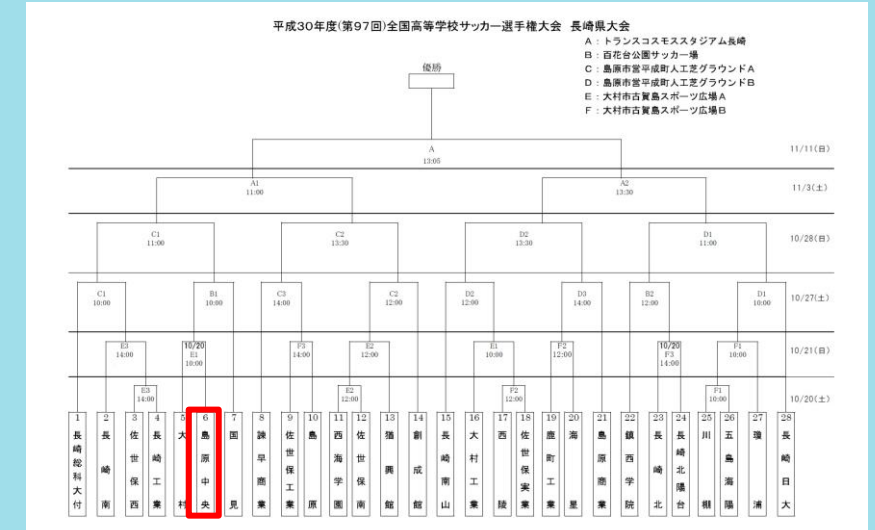 平成30年度(第97回)全国高等学校サッカー選手権大会 長崎県大会
A：トランスコスモススタジアム長崎
B：百花台公園サッカー場
C：島原市営平成町人工芝グラウンドA
D：島原市営平成町人工芝グラウンドB
E：大村市古賀島スポーツ広場A
F：大村市古賀島スポーツ広場B
優勝
A
13:05
11/11(日)
A1
11:00
A2
13:30
11/3(土)
C1
11:00
C2
13:30
D2
13:30
D1
11:00
10/28(日)
C1
10:00
B1
10:00
C3
14:00
C2
12:00
D2
12:00
D3
14:00
B2
12:00
D1
10:00
10/27(土)
E3
14:00
10/20
E1
10:00
F3
14:00
E2
12:00
E1
10:00
F2
12:00
10/20
F3
14:00
F1
10:00
10/21(日)
E3
14:00
E2
12:00
F2
12:00
F1
10:00
10/20(土)
1 長崎総科大付
2 長崎南
3 佐世保西
4 長崎工業
5 大村
6 島原中央
7 国見
8 諫早商業
9 佐世保工業
10 島原
11 西海学園
12 佐世保南
13 猶興館
14 創成館
15 長崎南山
16 大村工業
17 西陵
18 佐世保実業
19 鹿町工業
20 海星
21 島原商業
22 鎮西学院
23 長崎北
24 長崎北陽台
25 川棚
26 五島海陽
27 瓊浦
28 長崎日大